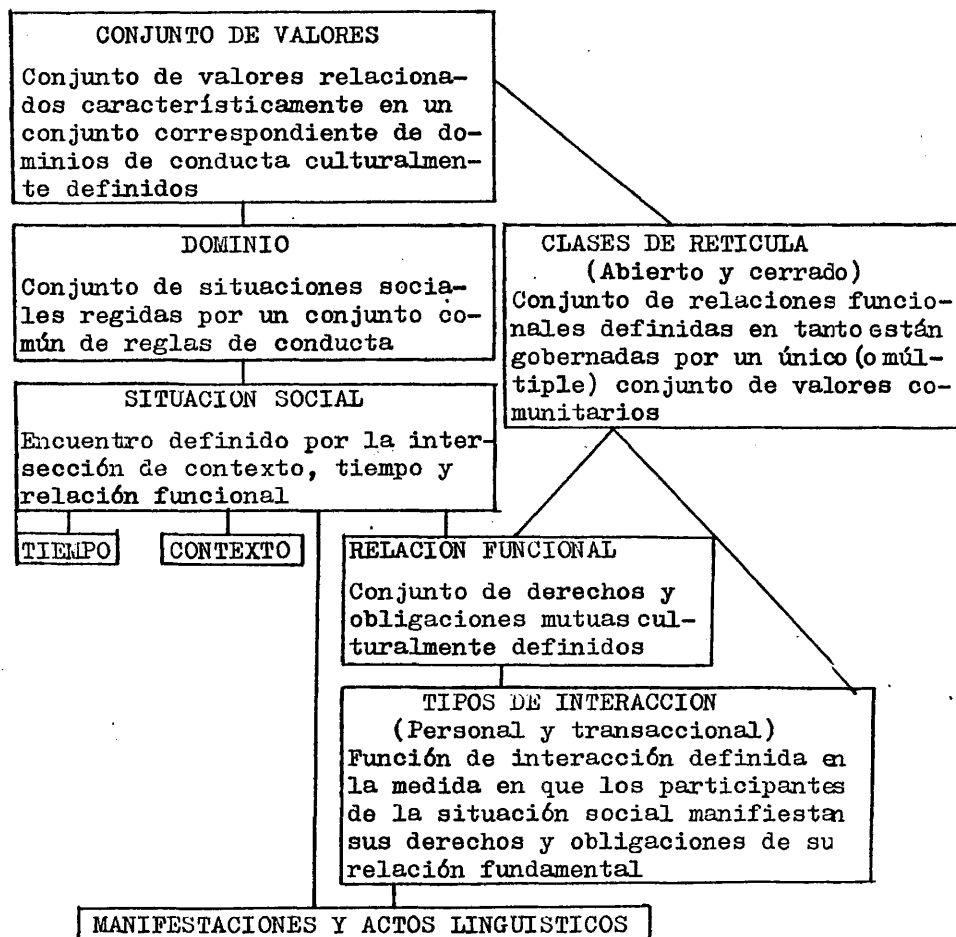 CONJUNTO DE VALORES
Conjunto de valores relaciona-
dos característicamente en un
conjunto correspondiente de do-
minios de conducta culturalmen-
te definidos
DOMINIO
Conjunto de situaciones socia-
les regidas por un conjunto co-
mún de reglas de conducta
CLASES DE RETICULA
(Abierto y cerrado)
Conjunto de relaciones funcio-
nales definidas en tanto están
gobernadas por un único (o múl-
tiple) conjunto de valores co-
munitarios
SITUACION SOCIAL
Encuentro definido por la inter-
sección de contexto, tiempo y
relación funcional
TIEMPO
CONTEXTO
RELACION FUNCIONAL
Conjunto de derechos y
obligaciones mutuas cul-
turalmente definidos
TIPOS DE INTERACCION
(Personal y transaccional)
Función de interacción definida en
la medida en que los participantes
de la situación social manifiestan
sus derechos y obligaciones de su
relación fundamental
MANIFESTACIONES Y ACTOS LINGUISTICOS